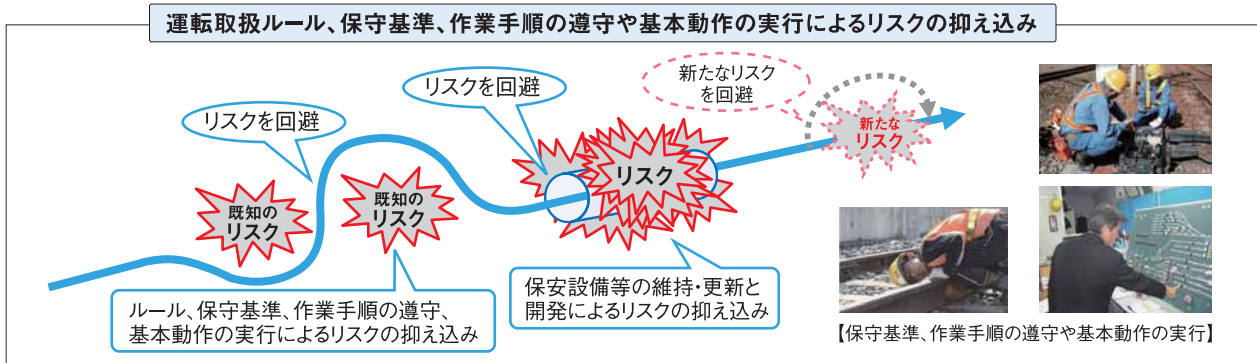 運転取扱ルール、保守基準、作業手順の遵守や基本動作の実行によるリスクの抑え込み
リスクを回避
リスクを回避
新たなリスク
を回避
既知の
リスク
既知の
リスク
リスク
新たな
リスク
ルール、保守基準、作業手順の遵守、
基本動作の実行によるリスクの抑え込み
保安設備等の維持・更新と
開発によるリスクの抑え込み
【保守基準、作業手順の遵守や基本動作の実行】